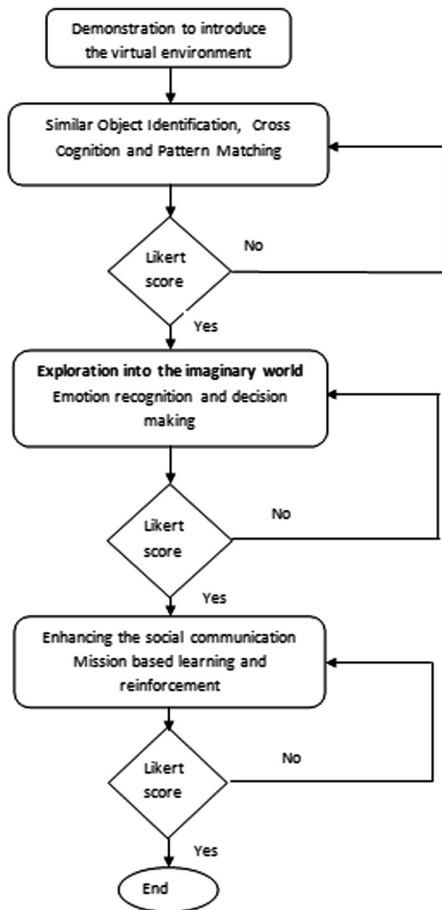 Demonstration to introduce
the virtual environment
Similar Object Identification, Cross
Cognition and Pattern Matching
Likert
score
No
Yes
Exploration into the imaginary world
Emotion recognition and decision
making
Likert
score
No
Yes
Enhancing the social communication
Mission based learning and
reinforcement
Likert
score
No
Yes
End